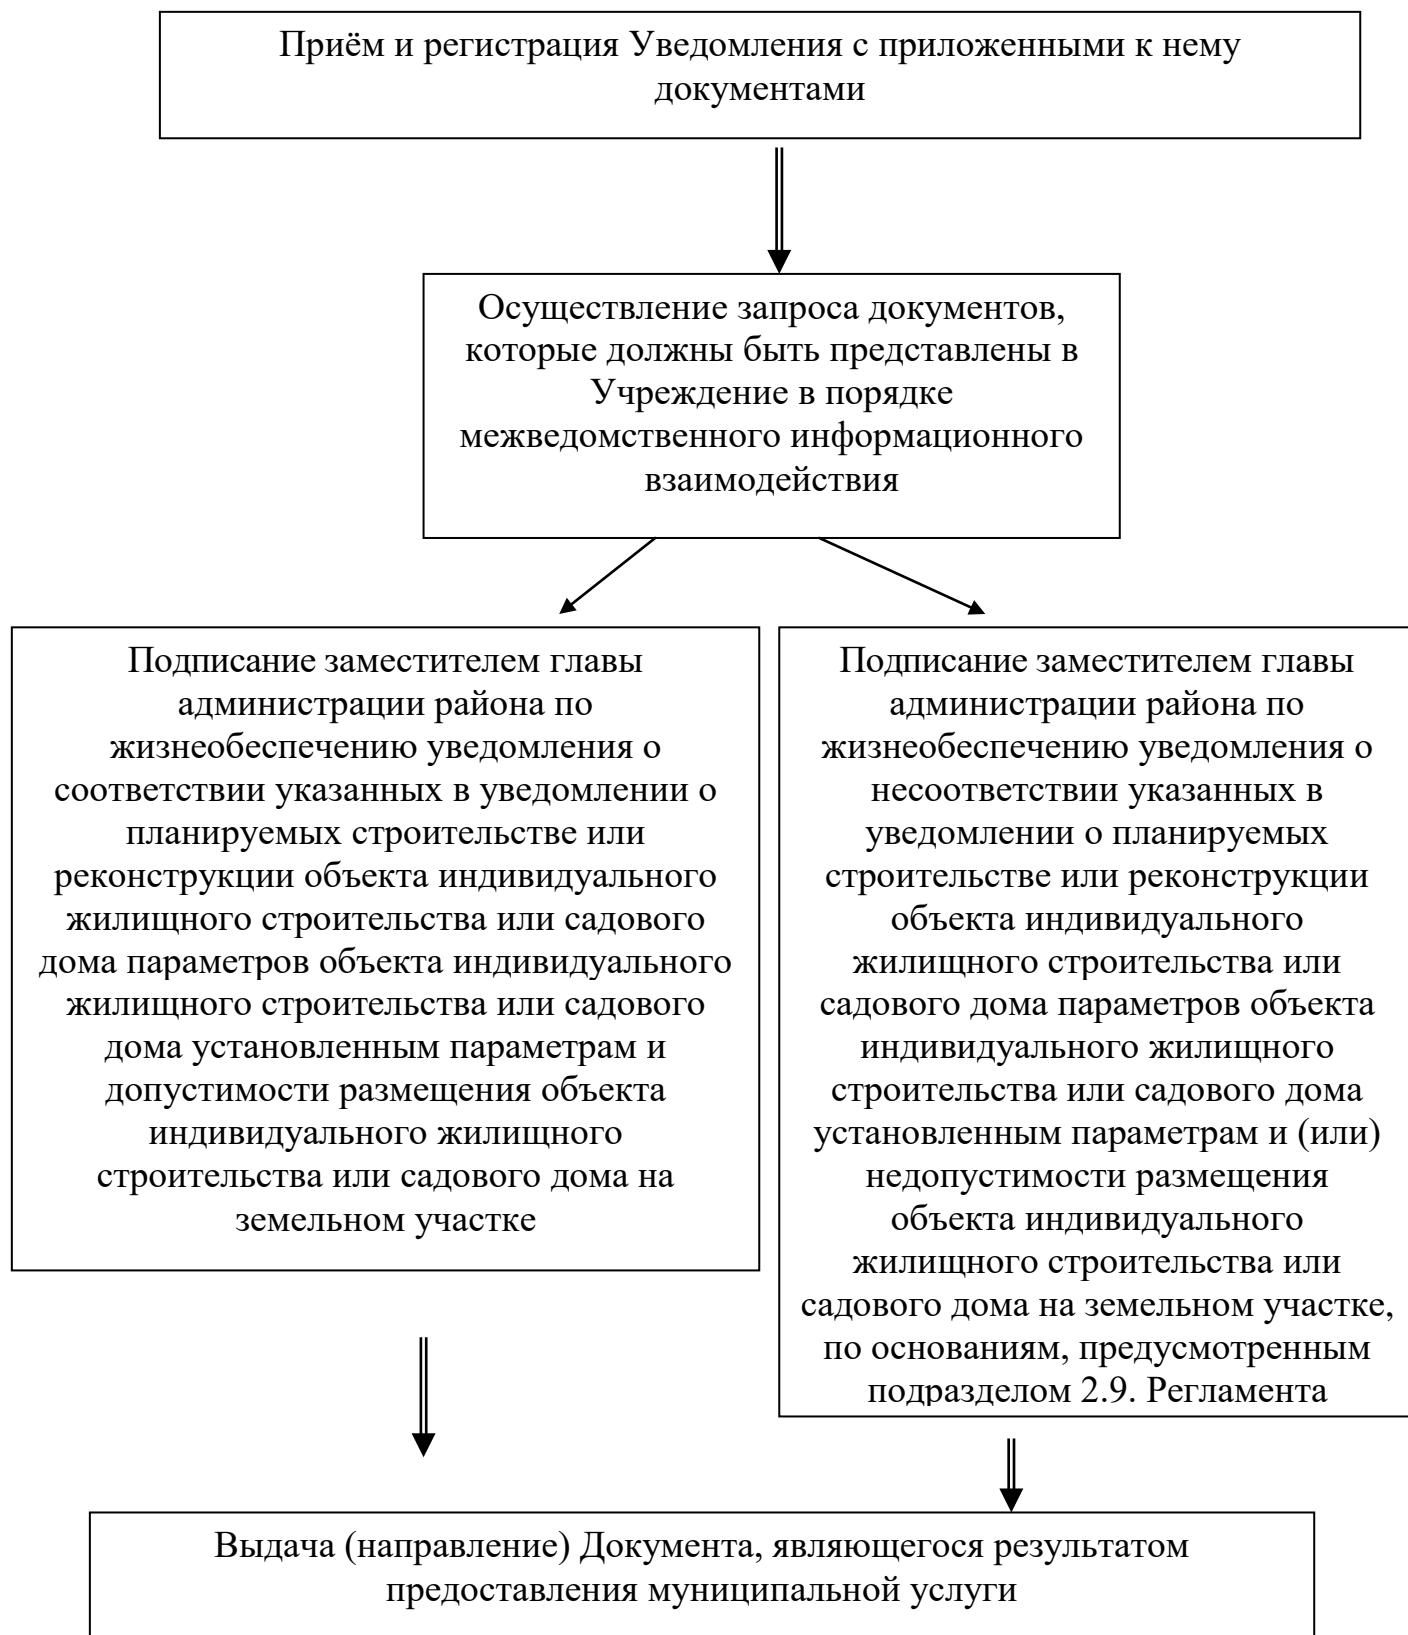 Приём и регистрация Уведомления с приложенными к нему
документами
Осуществление запроса документов,
которые должны быть представлены в
Учреждение в порядке
межведомственного информационного
взаимодействия
Подписание заместителем главы
администрации района по
жизнеобеспечению уведомления о
соответствии указанных в уведомлении о
планируемых строительстве или
реконструкции объекта индивидуального
жилищного строительства или садового
дома параметров объекта индивидуального
жилищного строительства или садового
дома установленным параметрам и
допустимости размещения объекта
индивидуального жилищного
строительства или садового дома на
земельном участке
Подписание заместителем главы
администрации района по
жизнеобеспечению уведомления о
несоответствии указанных в
уведомлении о планируемых
строительстве или реконструкции
объекта индивидуального
жилищного строительства или
садового дома параметров объекта
индивидуального жилищного
строительства или садового дома
установленным параметрам и (или)
недопустимости размещения
объекта индивидуального
жилищного строительства или
садового дома на земельном участке,
по основаниям, предусмотренным
подразделом 2.9. Регламента
Выдача (направление) Документа, являющегося результатом
предоставления муниципальной услуги